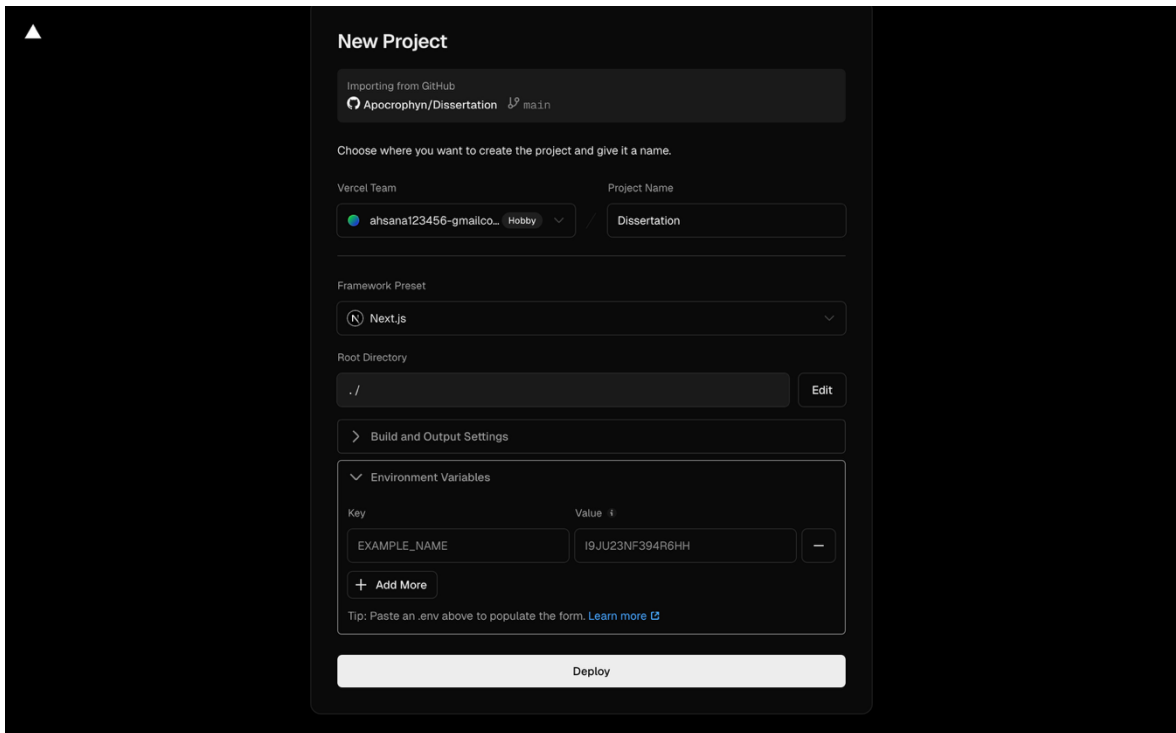 New Project
Importing from GitHub
Apocrophyn/Dissertation main
Choose where you want to create the project and give it a name.
Vercel Team Project Name
ahsana123456-gmailco... Hobby / Dissertation
Framework Preset
N Next.js
Root Directory
./ Edit
Build and Output Settings
Environment Variables
Key Value i
EXAMPLE_NAME I9JU23NF394R6HH
+ Add More
Tip: Paste an .env above to populate the form. Learn more
Deploy